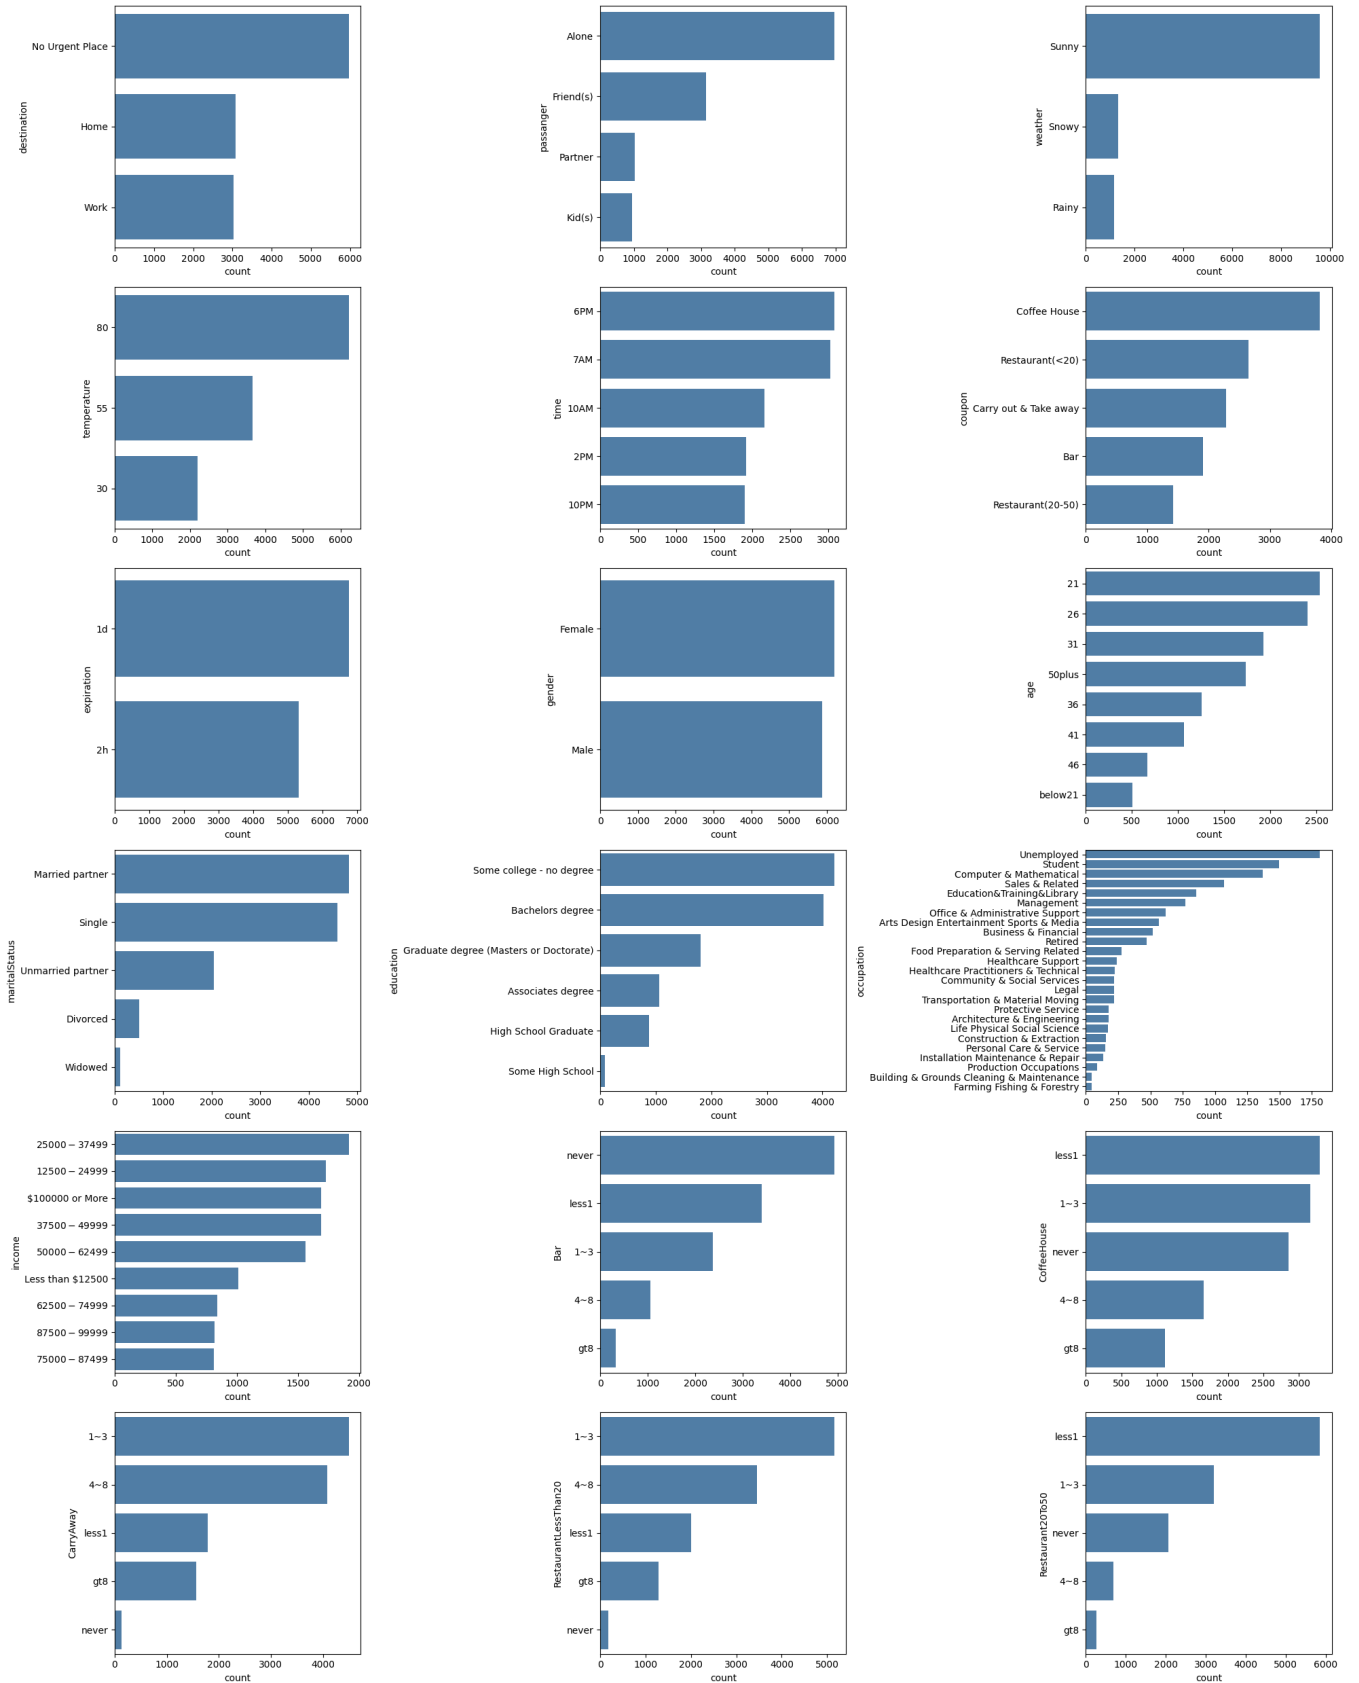 destination
No Urgent Place
Home
Work
0 1000 2000 3000 4000 5000 6000
count
passanger
Alone
Friend(s)
Partner
Kid(s)
0 1000 2000 3000 4000 5000 6000 7000
count
weather
Sunny
Snowy
Rainy
0 2000 4000 6000 8000 10000
count
temperature
80
55
30
0 1000 2000 3000 4000 5000 6000
count
time
6PM
7AM
10AM
2PM
10PM
0 500 1000 1500 2000 2500 3000
count
coupon
Coffee House
Restaurant(<20)
Carry out & Take away
Bar
Restaurant(20-50)
0 1000 2000 3000 4000
count
expiration
1d
2h
0 1000 2000 3000 4000 5000 6000 7000
count
gender
Female
Male
0 1000 2000 3000 4000 5000 6000
count
age
21
26
31
50plus
36
41
46
below21
0 500 1000 1500 2000 2500
count
maritalStatus
Married partner
Single
Unmarried partner
Divorced
Widowed
0 1000 2000 3000 4000 5000
count
education
Some college - no degree
Bachelors degree
Graduate degree (Masters or Doctorate)
Associates degree
High School Graduate
Some High School
0 1000 2000 3000 4000
count
occupation
Unemployed
Student
Computer & Mathematical
Sales & Related
Education&Training&Library
Management
Office & Administrative Support
Arts Design Entertainment Sports & Media
Business & Financial
Retired
Food Preparation & Serving Related
Healthcare Support
Healthcare Practitioners & Technical
Community & Social Services
Legal
Transportation & Material Moving
Protective Service
Architecture & Engineering
Life Physical Social Science
Construction & Extraction
Personal Care & Service
Installation Maintenance & Repair
Production Occupations
Building & Grounds Cleaning & Maintenance
Farming Fishing & Forestry
0 250 500 750 1000 1250 1500 1750
count
income
25000 − 37499
12500 − 24999
$100000 or More
37500 − 49999
50000 − 62499
Less than $12500
62500 − 74999
87500 − 99999
75000 − 87499
0 500 1000 1500 2000
count
Bar
never
less1
1~3
4~8
gt8
0 1000 2000 3000 4000 5000
count
CoffeeHouse
less1
1~3
never
4~8
gt8
0 500 1000 1500 2000 2500 3000
count
CarryAway
1~3
4~8
less1
gt8
never
0 1000 2000 3000 4000
count
RestaurantLessThan20
1~3
4~8
less1
gt8
never
0 1000 2000 3000 4000 5000
count
Restaurant20To50
less1
1~3
never
4~8
gt8
0 1000 2000 3000 4000 5000 6000
count